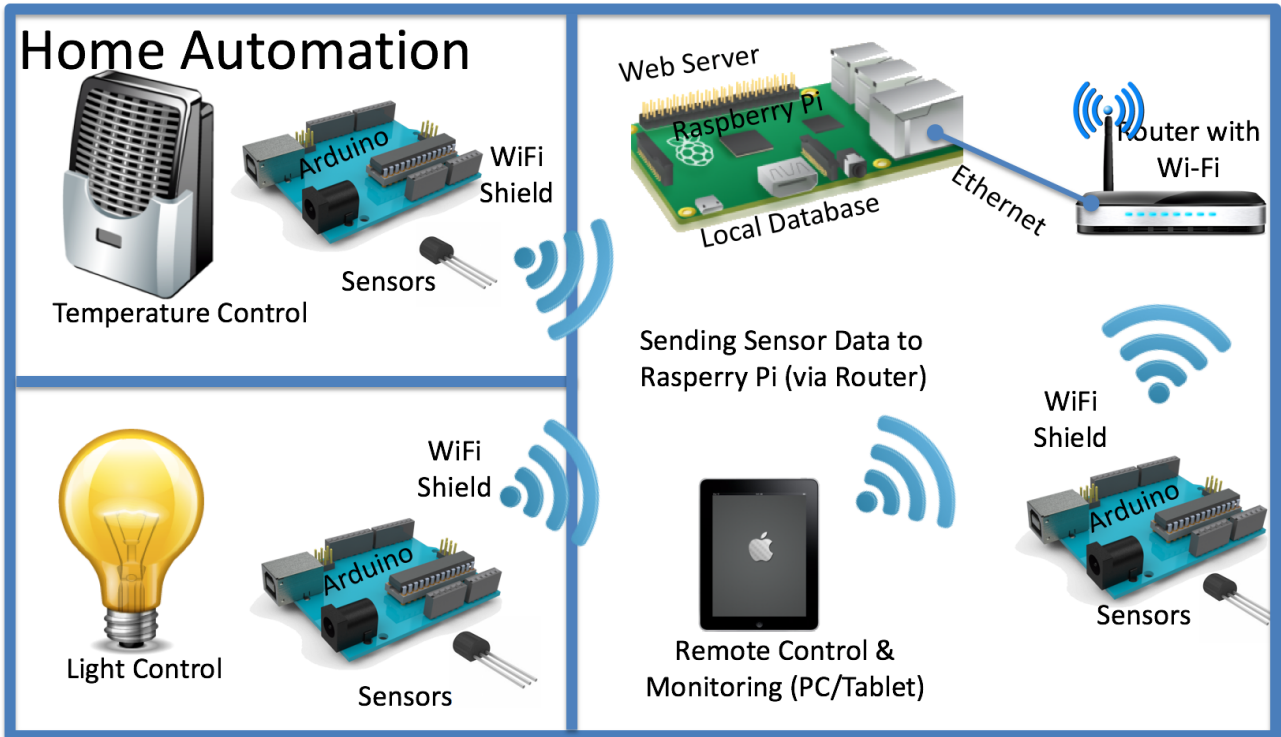 Home Automation
Arduino
WiFi
Shield
Sensors
Temperature Control
WiFi
Shield
Arduino
Light Control
Sensors
Web Server
Raspberry Pi
Local Database
Ethernet
Router with
Wi-Fi
Sending Sensor Data to
Rasperry Pi (via Router)
WiFi
Shield
Arduino
Sensors
Remote Control &
Monitoring (PC/Tablet)